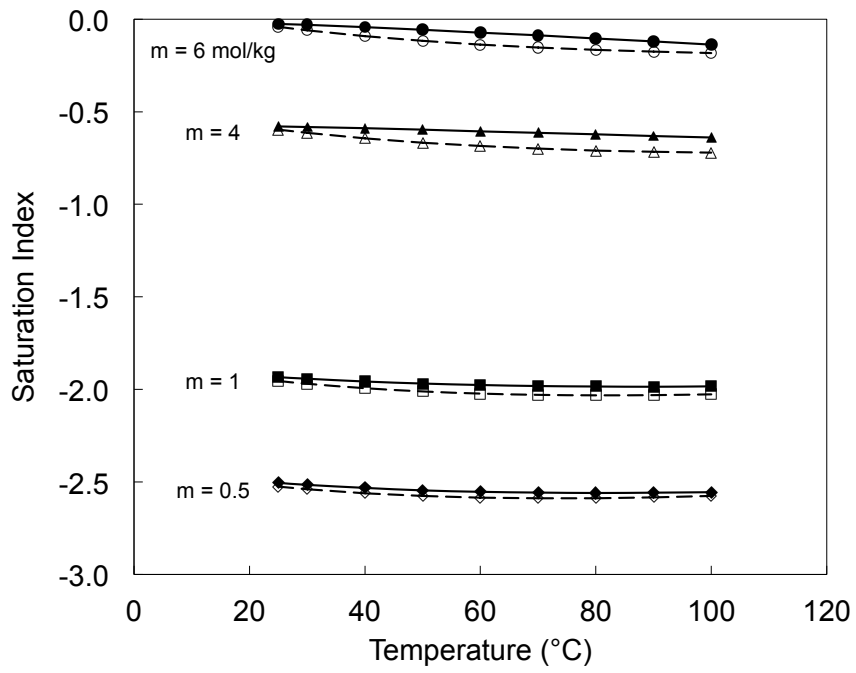 0.0
m = 6 mol/kg
-0.5
m = 4
-1.0
-1.5
Saturation Index
-2.0
m = 1
-2.5
m = 0.5
-3.0
0 20 40 60 80 100 120
Temperature (°C)